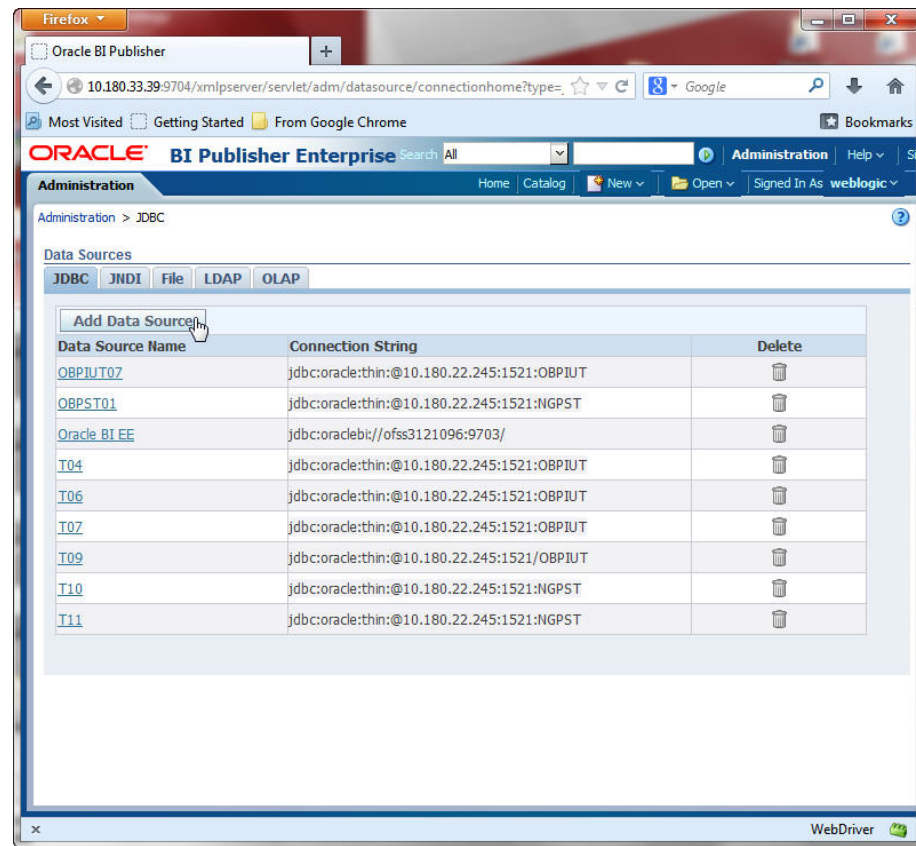 Firefox
Oracle BI Publisher
10.180.33.39:9704/xmlpserver/servlet/adm/datasource/connectionhome?type=_ Google
Most Visited Getting Started From Google Chrome Bookmarks
ORACLE BI Publisher Enterprise Search All Administration Help Si
Administration Home Catalog New Open Signed In As weblogic
Administration > JDBC
Data Sources
JDBC JNDI File LDAP OLAP
Add Data Source
Data Source Name Connection String Delete
OBPIUT07 jdbc:oracle:thin:@10.180.22.245:1521:OBPIUT
OBPST01 jdbc:oracle:thin:@10.180.22.245:1521:NGPST
Oracle BI EE jdbc:oraclebi://ofss3121096:9703/
T04 jdbc:oracle:thin:@10.180.22.245:1521:OBPIUT
T06 jdbc:oracle:thin:@10.180.22.245:1521:OBPIUT
T07 jdbc:oracle:thin:@10.180.22.245:1521:OBPIUT
T09 jdbc:oracle:thin:@10.180.22.245:1521/OBPIUT
T10 jdbc:oracle:thin:@10.180.22.245:1521:NGPST
T11 jdbc:oracle:thin:@10.180.22.245:1521:NGPST
x WebDriver